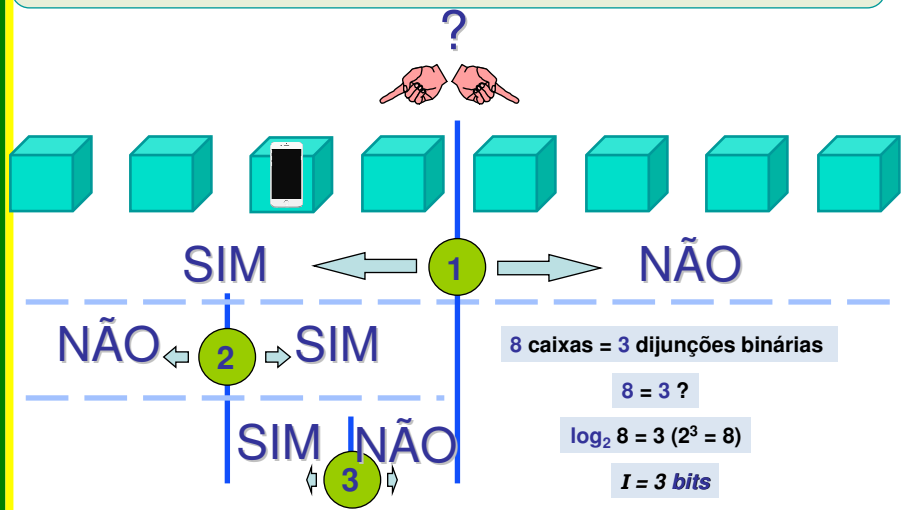 ?
SIM 1 NÃO
NÃO 2 SIM
8 caixas = 3 dijunções binárias
8 = 3 ?
log₂ 8 = 3 (2³ = 8)
SIM NÃO
3
I = 3 bits